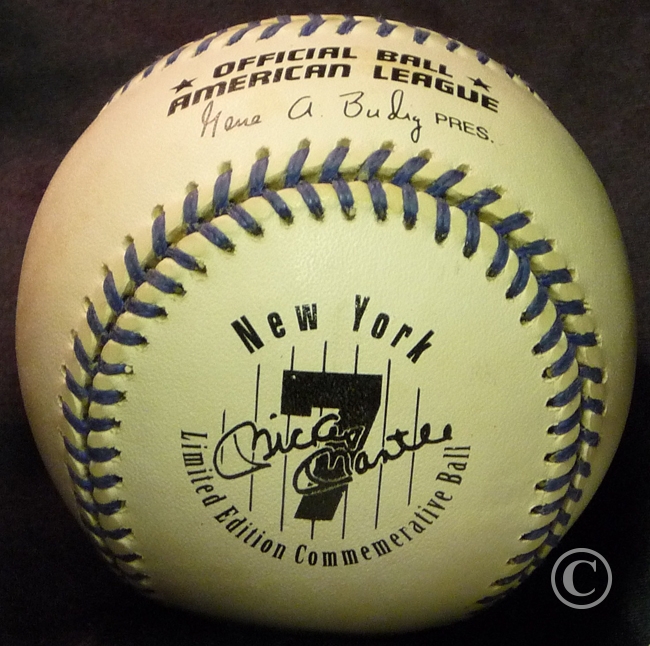 ★ OFFICIAL BALL ★
AMERICAN LEAGUE
Gene A. Budig PRES.
New York
7
Mickey Mantle
Limited Edition Commemerative Ball
©